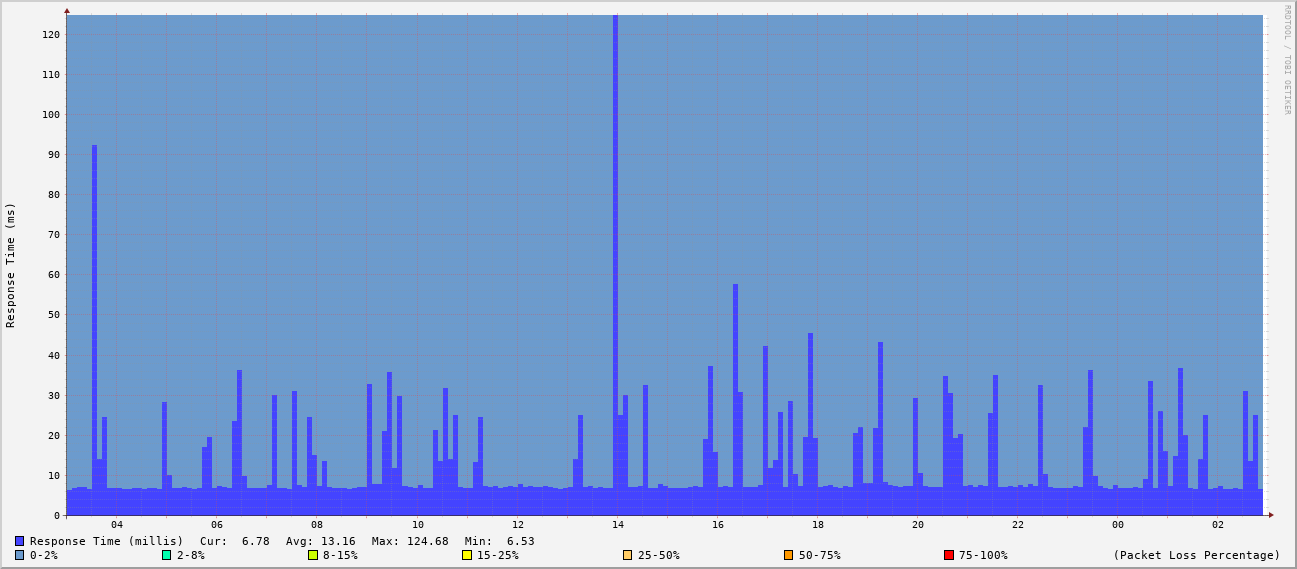 RRDTOOL / TOBI OETIKER
Response Time (ms)
120
110
100
90
80
70
60
50
40
30
20
10
0
04 06 08 10 12 14 16 18 20 22 00 02
Response Time (millis) Cur: 6.78 Avg: 13.16 Max: 124.68 Min: 6.53
0-2% 2-8% 8-15% 15-25% 25-50% 50-75% 75-100% (Packet Loss Percentage)